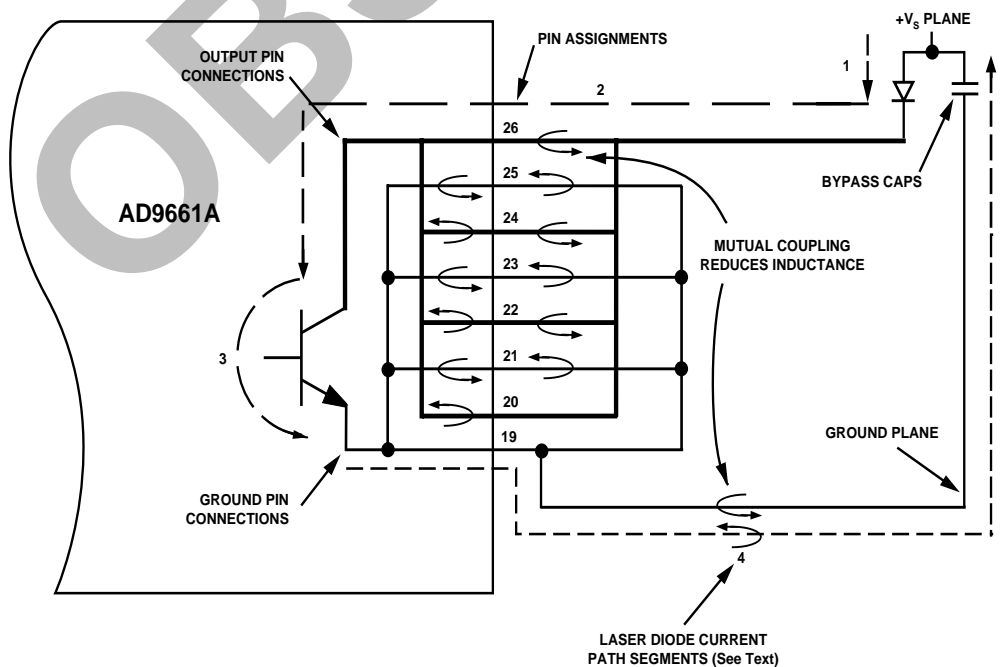 +VS PLANE
PIN ASSIGNMENTS
OUTPUT PIN
CONNECTIONS
1
2
26
25
BYPASS CAPS
AD9661A
24
MUTUAL COUPLING
REDUCES INDUCTANCE
23
22
3
21
20
19
GROUND PLANE
GROUND PIN
CONNECTIONS
4
LASER DIODE CURRENT
PATH SEGMENTS (See Text)